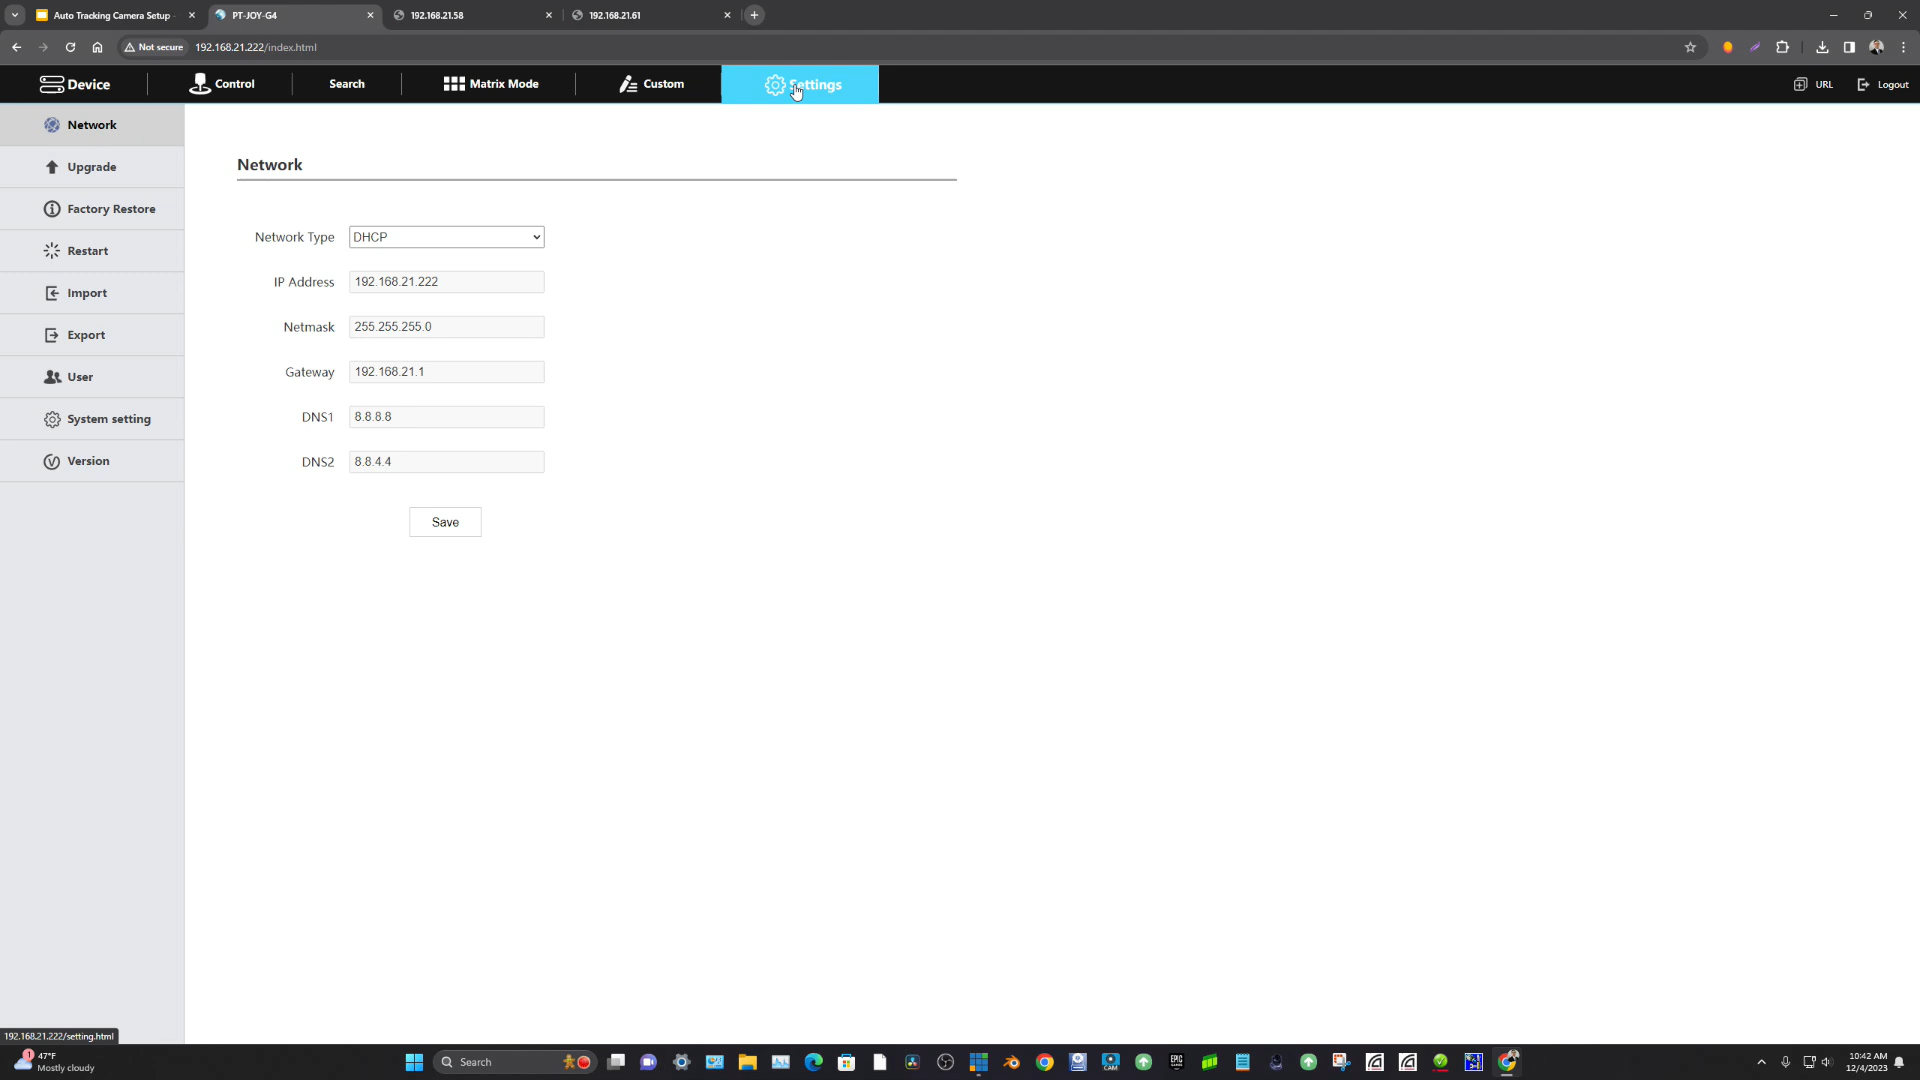 Auto Tracking Camera Setup
PT-JOY-G4
192.168.21.58
192.168.21.61
Not secure
192.168.21.222/index.html
Device
Control
Search
Matrix Mode
Custom
Settings
URL
Logout
Network
Upgrade
Factory Restore
Restart
Import
Export
User
System setting
Version
Network
Network Type DHCP
IP Address 192.168.21.222
Netmask 255.255.255.0
Gateway 192.168.21.1
DNS1 8.8.8.8
DNS2 8.8.4.4
Save
192.168.21.222/setting.html
1
47°F
Mostly cloudy
Search
CAM
EPIC
10:42 AM
12/4/2023